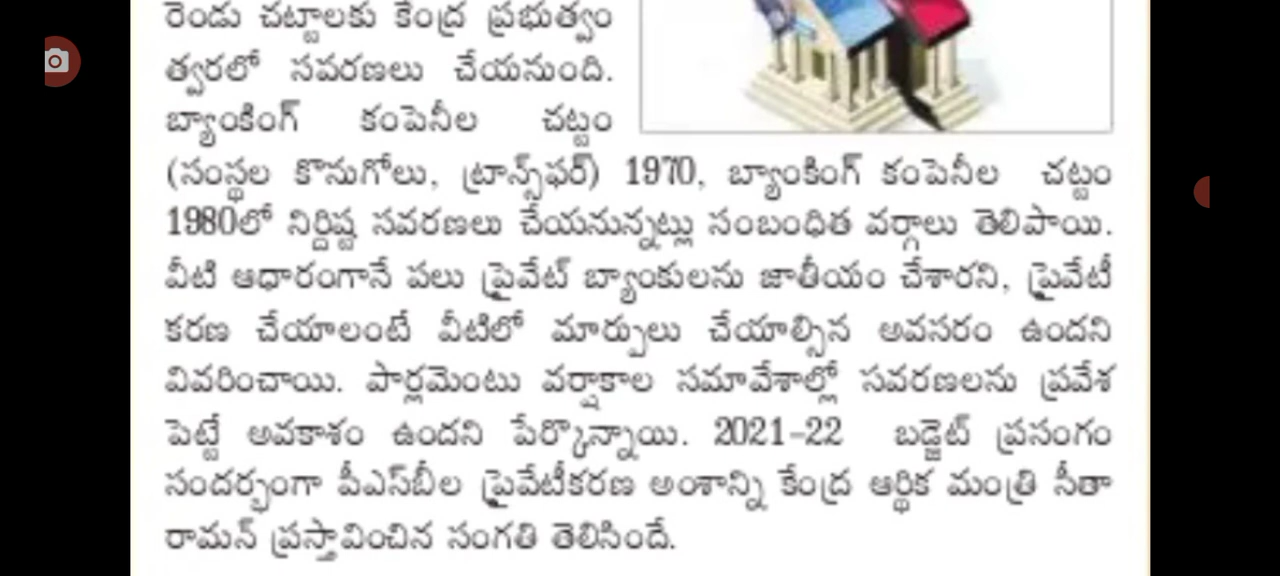 రెండు చట్టాలకు కేంద్ర ప్రభుత్వం
త్వరలో సవరణలు చేయనుంది.
బ్యాంకింగ్ కంపెనీల చట్టం
(సంస్థల కొనుగోలు, ట్రాన్స్‌ఫర్) 1970, బ్యాంకింగ్ కంపెనీల చట్టం
1980లో నిర్దిష్ట సవరణలు చేయనున్నట్లు సంబంధిత వర్గాలు తెలిపాయి.
వీటి ఆధారంగానే పలు ప్రైవేట్ బ్యాంకులను జాతీయం చేశారని, ప్రైవేటీ
కరణ చేయాలంటే వీటిలో మార్పులు చేయాల్సిన అవసరం ఉందని
వివరించాయి. పార్లమెంటు వర్షాకాల సమావేశాల్లో సవరణలను ప్రవేశ
పెట్టే అవకాశం ఉందని పేర్కొన్నాయి. 2021-22 బడ్జెట్ ప్రసంగం
సందర్భంగా పీఎస్‌బీల ప్రైవేటీకరణ అంశాన్ని కేంద్ర ఆర్థిక మంత్రి సీతా
రామన్ ప్రస్తావించిన సంగతి తెలిసిందే.